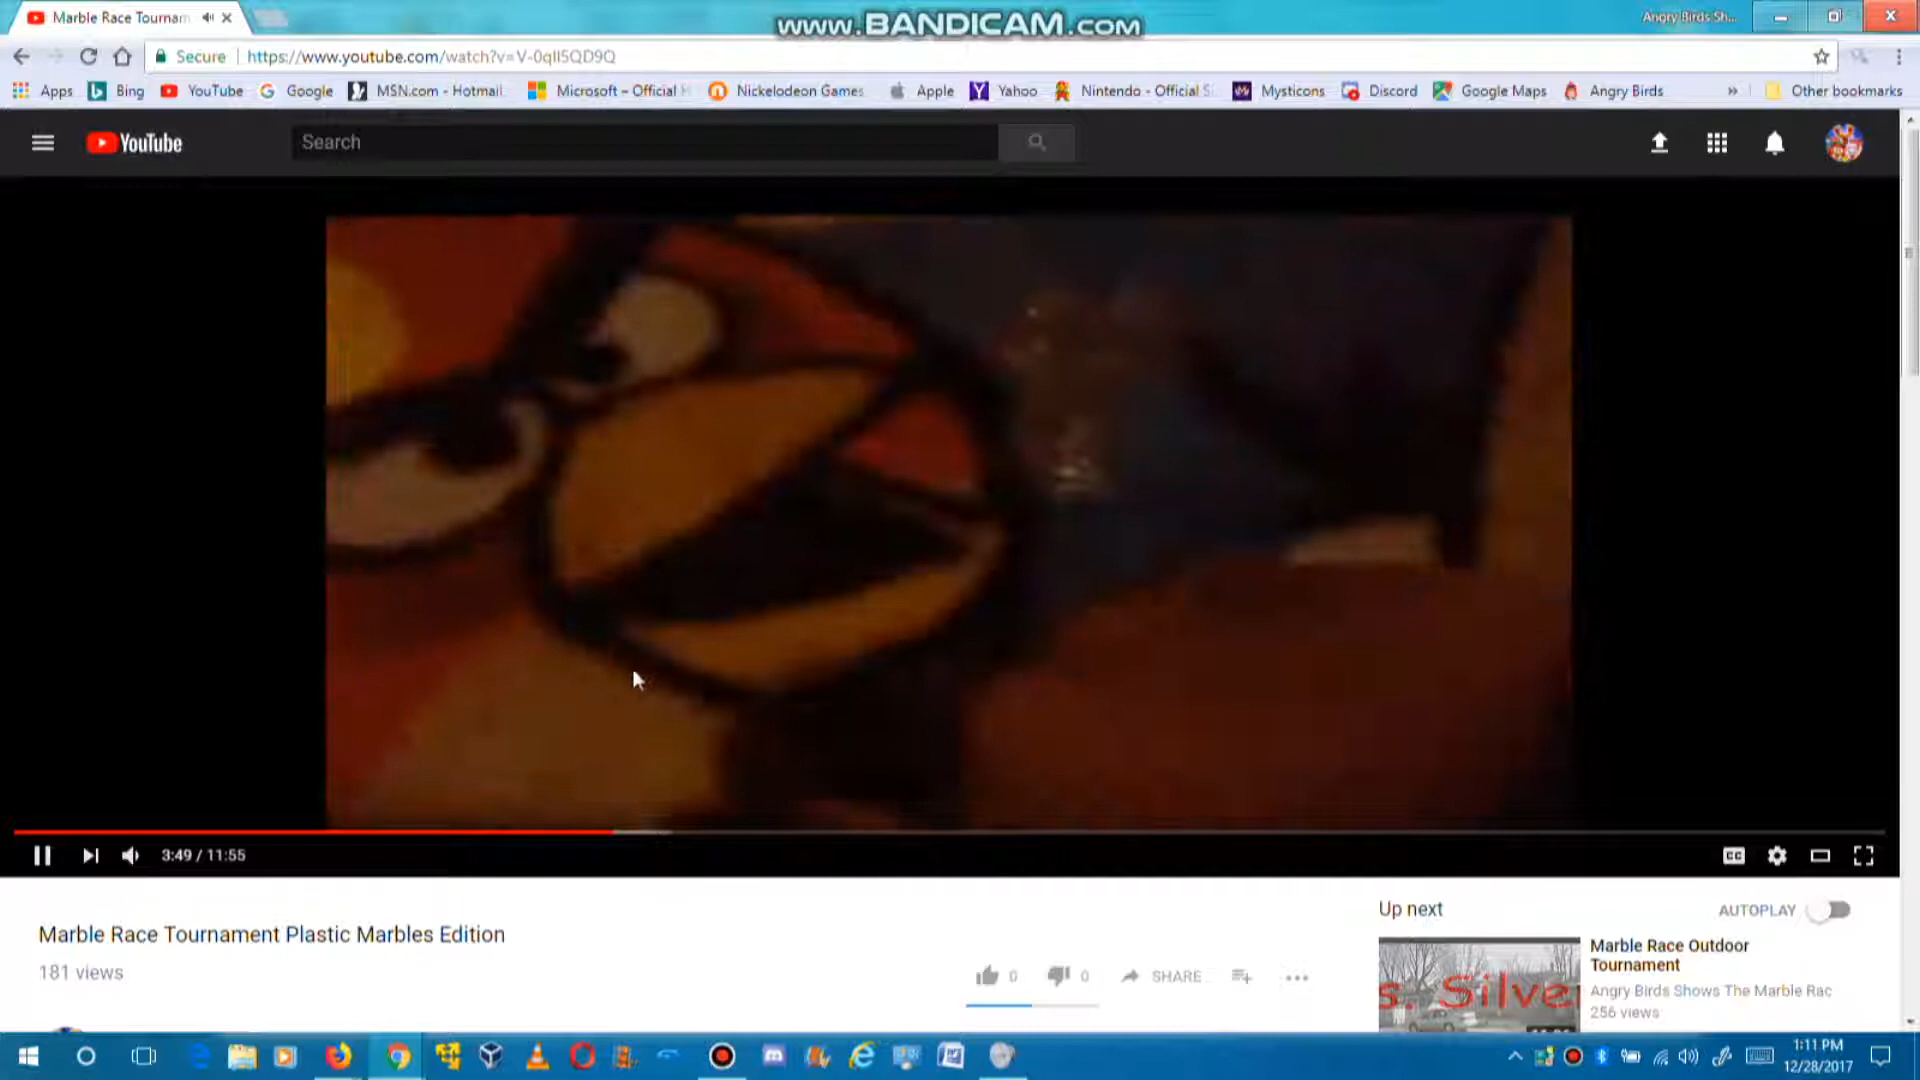 Marble Race Tournam
www.BANDICAM.com
Angry Birds Sh...
Secure
https://www.youtube.com/watch?v=V-0qII5QD9Q
Apps
Bing
YouTube
Google
MSN.com - Hotmail
Microsoft – Official H
Nickelodeon Games
Apple
Yahoo
Nintendo - Official S
Mysticons
Discord
Google Maps
Angry Birds
»
Other bookmarks
YouTube
Search
3:49 / 11:55
CC
Marble Race Tournament Plastic Marbles Edition
181 views
0
0
SHARE
Up next
AUTOPLAY
s. Silve
Marble Race Outdoor
Tournament
Angry Birds Shows The Marble Rac
256 views
1:11 PM
12/28/2017